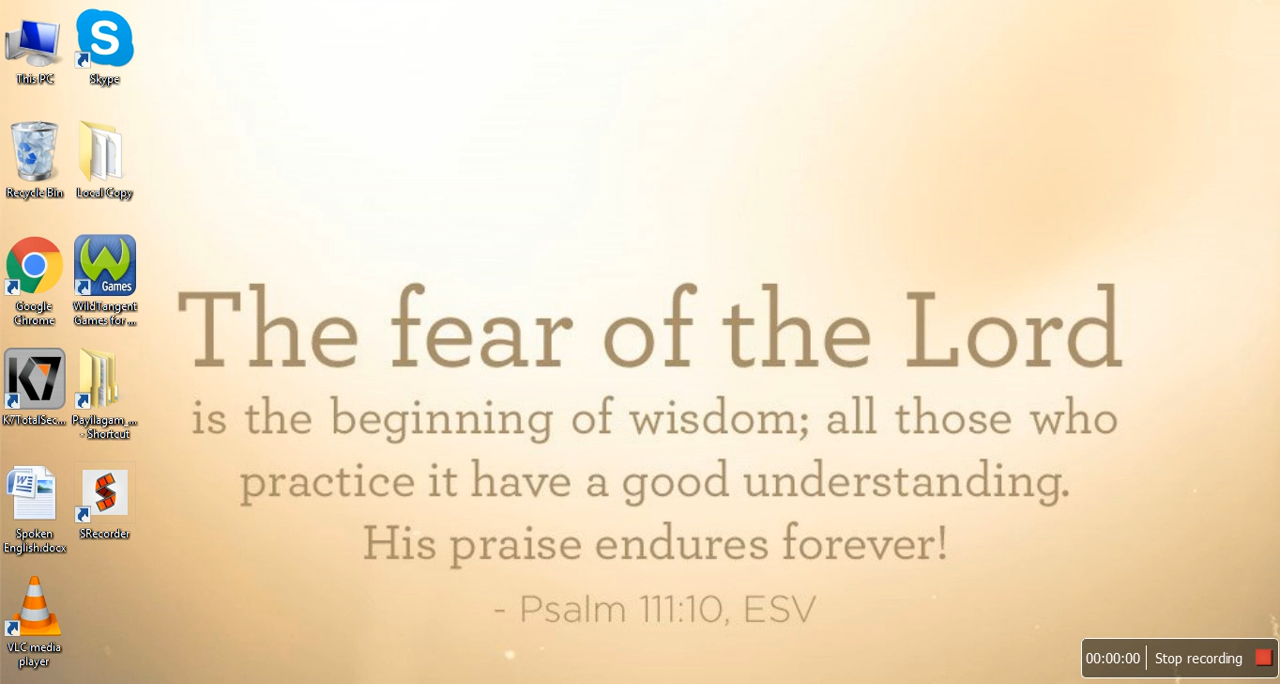 This PC
Skype
Recycle Bin
Local Copy
Google
Chrome
Games
WildTangent
Games for ...
K7
K7TotalSec...
Payilagam_...
- Shortcut
Spoken
English.docx
SRecorder
VLC media
player
The fear of the Lord
is the beginning of wisdom; all those who
practice it have a good understanding.
His praise endures forever!
- Psalm 111:10, ESV
00:00:00 Stop recording